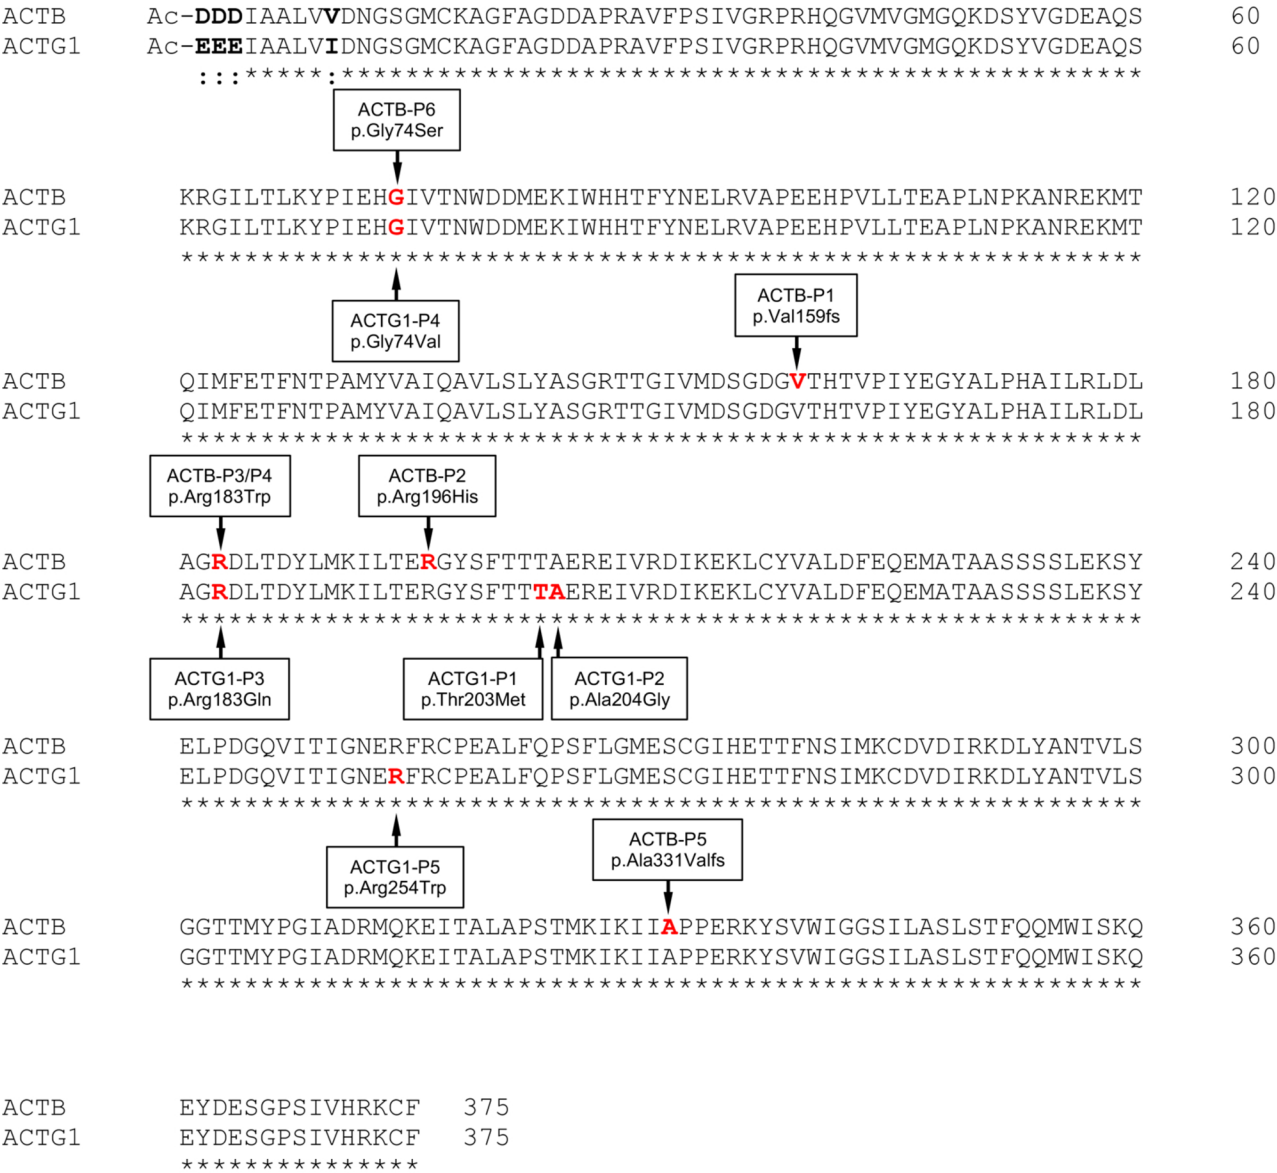 ACTB Ac-DDDIAALVVDNGSGMCKAGFAGDDAPRAVFPSIVGRPRHQGVMVGMGQKDSYVGDEAQS 60
ACTG1 Ac-EEEIAALVIDNGSGMCKAGFAGDDAPRAVFPSIVGRPRHQGVMVGMGQKDSYVGDEAQS 60
:::*****:**************************************************
ACTB-P6
p.Gly74Ser
ACTB KRGILTLKYPIEHGIVTNWDDMEKIWHHTFYNELRVAPEEHPVLLTEAPLNPKANREKMT 120
ACTG1 KRGILTLKYPIEHGIVTNWDDMEKIWHHTFYNELRVAPEEHPVLLTEAPLNPKANREKMT 120
************************************************************
ACTG1-P4
p.Gly74Val
ACTB-P1
p.Val159fs
ACTB QIMFETFNTPAMYVAIQAVLSLYASGRTTGIVMDSGDGVTHTVPIYEGYALPHAILRLDL 180
ACTG1 QIMFETFNTPAMYVAIQAVLSLYASGRTTGIVMDSGDGVTHTVPIYEGYALPHAILRLDL 180
************************************************************
ACTB-P3/P4
p.Arg183Trp
ACTB-P2
p.Arg196His
ACTB AGRDLTDYLMKILTERGYSFTTTAEREIVRDIKEKLCYVALDFEQEMATAASSSSLEKSY 240
ACTG1 AGRDLTDYLMKILTERGYSFTTTAEREIVRDIKEKLCYVALDFEQEMATAASSSSLEKSY 240
************************************************************
ACTG1-P3
p.Arg183Gln
ACTG1-P1
p.Thr203Met
ACTG1-P2
p.Ala204Gly
ACTB ELPDGQVITIGNERFRCPEALFQPSFLGMESCGIHETTFNSIMKCDVDIRKDLYANTVLS 300
ACTG1 ELPDGQVITIGNERFRCPEALFQPSFLGMESCGIHETTFNSIMKCDVDIRKDLYANTVLS 300
************************************************************
ACTG1-P5
p.Arg254Trp
ACTB-P5
p.Ala331Valfs
ACTB GGTTMYPGIADRMQKEITALAPSTMKIKIIAPPERKYSVWIGGSILASLSTFQQMWISKQ 360
ACTG1 GGTTMYPGIADRMQKEITALAPSTMKIKIIAPPERKYSVWIGGSILASLSTFQQMWISKQ 360
************************************************************
ACTB EYDESGPSIVHRKCF 375
ACTG1 EYDESGPSIVHRKCF 375
***************